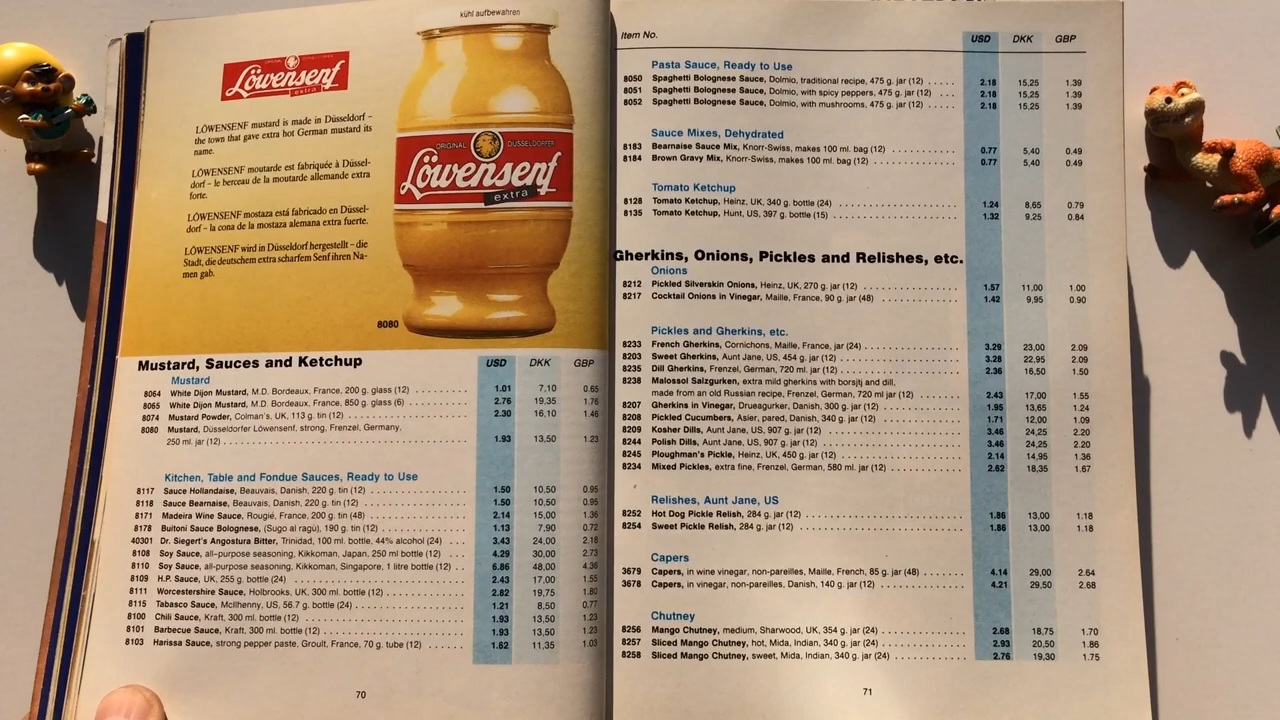 kühl aufbewahren
Löwensenf
extra
LÖWENSENF mustard is made in Düsseldorf –
the town that gave extra hot German mustard its
name.
LÖWENSENF moutarde est fabriquée à Düssel-
dorf – le berceau de la moutarde allemande extra
forte.
LÖWENSENF mostaza está fabricado en Düssel-
dorf – la cona de la mostaza alemana extra fuerte.
LÖWENSENF wird in Düsseldorf hergestellt – die
Stadt, die deutschem extra scharfem Senf ihren Na-
men gab.
ORIGINAL DÜSSELDORFER
Löwensenf
extra
8080
Mustard, Sauces and Ketchup USD DKK GBP
Mustard
8064 White Dijon Mustard, M.D. Bordeaux, France, 200 g. glass (12) 1.01 7,10 0.65
8065 White Dijon Mustard, M.D. Bordeaux, France, 850 g. glass (6) 2.76 19,35 1.76
8074 Mustard Powder, Colman's, UK, 113 g. tin (12) 2.30 16,10 1.46
8080 Mustard, Düsseldorfer Löwensenf, strong, Frenzel, Germany,
250 ml. jar (12) 1.93 13,50 1.23
Kitchen, Table and Fondue Sauces, Ready to Use
8117 Sauce Hollandaise, Beauvais, Danish, 220 g. tin (12) 1.50 10,50 0.95
8118 Sauce Bearnaise, Beauvais, Danish, 220 g. tin (12) 1.50 10,50 0.95
8171 Madeira Wine Sauce, Rougié, France, 200 g. tin (48) 2.14 15,00 1.36
8178 Buitoni Sauce Bolognese, (Sugo al ragù), 190 g. tin (12) 1.13 7,90 0.72
40301 Dr. Siegert's Angostura Bitter, Trinidad, 100 ml. bottle, 44% alcohol (24) 3.43 24,00 2.18
8108 Soy Sauce, all-purpose seasoning, Kikkoman, Japan, 250 ml bottle (12) 4.29 30,00 2.73
8110 Soy Sauce, all-purpose seasoning, Kikkoman, Singapore, 1 litre bottle (12) 6.86 48,00 4.36
8109 H.P. Sauce, UK, 255 g. bottle (24) 2.43 17,00 1.55
8111 Worcestershire Sauce, Holbrooks, UK, 300 ml. bottle (12) 2.82 19,75 1.80
8115 Tabasco Sauce, McIlhenny, US, 56.7 g. bottle (24) 1.21 8,50 0.77
8100 Chili Sauce, Kraft, 300 ml. bottle (12) 1.93 13,50 1.23
8101 Barbecue Sauce, Kraft, 300 ml. bottle (12) 1.93 13,50 1.23
8103 Harissa Sauce, strong pepper paste, Groult, France, 70 g. tube (12) 1.62 11,35 1.03
70
Item No. USD DKK GBP
Pasta Sauce, Ready to Use
8050 Spaghetti Bolognese Sauce, Dolmio, traditional recipe, 475 g. jar (12) 2.18 15,25 1.39
8051 Spaghetti Bolognese Sauce, Dolmio, with spicy peppers, 475 g. jar (12) 2.18 15,25 1.39
8052 Spaghetti Bolognese Sauce, Dolmio, with mushrooms, 475 g. jar (12) 2.18 15,25 1.39
Sauce Mixes, Dehydrated
8183 Bearnaise Sauce Mix, Knorr-Swiss, makes 100 ml. bag (12) 0.77 5,40 0.49
8184 Brown Gravy Mix, Knorr-Swiss, makes 100 ml. bag (12) 0.77 5,40 0.49
Tomato Ketchup
8128 Tomato Ketchup, Heinz, UK, 340 g. bottle (24) 1.24 8,65 0.79
8135 Tomato Ketchup, Hunt, US, 397 g. bottle (15) 1.32 9,25 0.84
Gherkins, Onions, Pickles and Relishes, etc.
Onions
8212 Pickled Silverskin Onions, Heinz, UK, 270 g. jar (12) 1.57 11,00 1.00
8217 Cocktail Onions in Vinegar, Maille, France, 90 g. jar (48) 1.42 9,95 0.90
Pickles and Gherkins, etc.
8233 French Gherkins, Cornichons, Maille, France, jar (24) 3.29 23,00 2.09
8203 Sweet Gherkins, Aunt Jane, US, 454 g. jar (12) 3.28 22,95 2.09
8235 Dill Gherkins, Frenzel, German, 720 ml. jar (12) 2.36 16,50 1.50
8238 Malossol Salzgurken, extra mild gherkins with borsjtj and dill,
made from an old Russian recipe, Frenzel, German, 720 ml jar (12) 2.43 17,00 1.55
8207 Gherkins in Vinegar, Drueagurker, Danish, 300 g. jar (12) 1.95 13,65 1.24
8208 Pickled Cucumbers, Asier, pared, Danish, 340 g. jar (12) 1.71 12,00 1.09
8209 Kosher Dills, Aunt Jane, US, 907 g. jar (12) 3.46 24,25 2.20
8244 Polish Dills, Aunt Jane, US, 907 g. jar (12) 3.46 24,25 2.20
8245 Ploughman's Pickle, Heinz, UK, 450 g. jar (12) 2.14 14,95 1.36
8234 Mixed Pickles, extra fine, Frenzel, German, 580 ml. jar (12) 2.62 18,35 1.67
Relishes, Aunt Jane, US
8252 Hot Dog Pickle Relish, 284 g. jar (12) 1.86 13,00 1.18
8254 Sweet Pickle Relish, 284 g. jar (12) 1.86 13,00 1.18
Capers
3679 Capers, in wine vinegar, non-pareilles, Maille, French, 85 g. jar (48) 4.14 29,00 2.64
3678 Capers, in vinegar, non-pareilles, Danish, 140 g. jar (12) 4.21 29,50 2.68
Chutney
8256 Mango Chutney, medium, Sharwood, UK, 354 g. jar (24) 2.68 18,75 1.70
8257 Sliced Mango Chutney, hot, Mida, Indian, 340 g. jar (24) 2.93 20,50 1.86
8258 Sliced Mango Chutney, sweet, Mida, Indian, 340 g. jar (24) 2.76 19,30 1.75
71